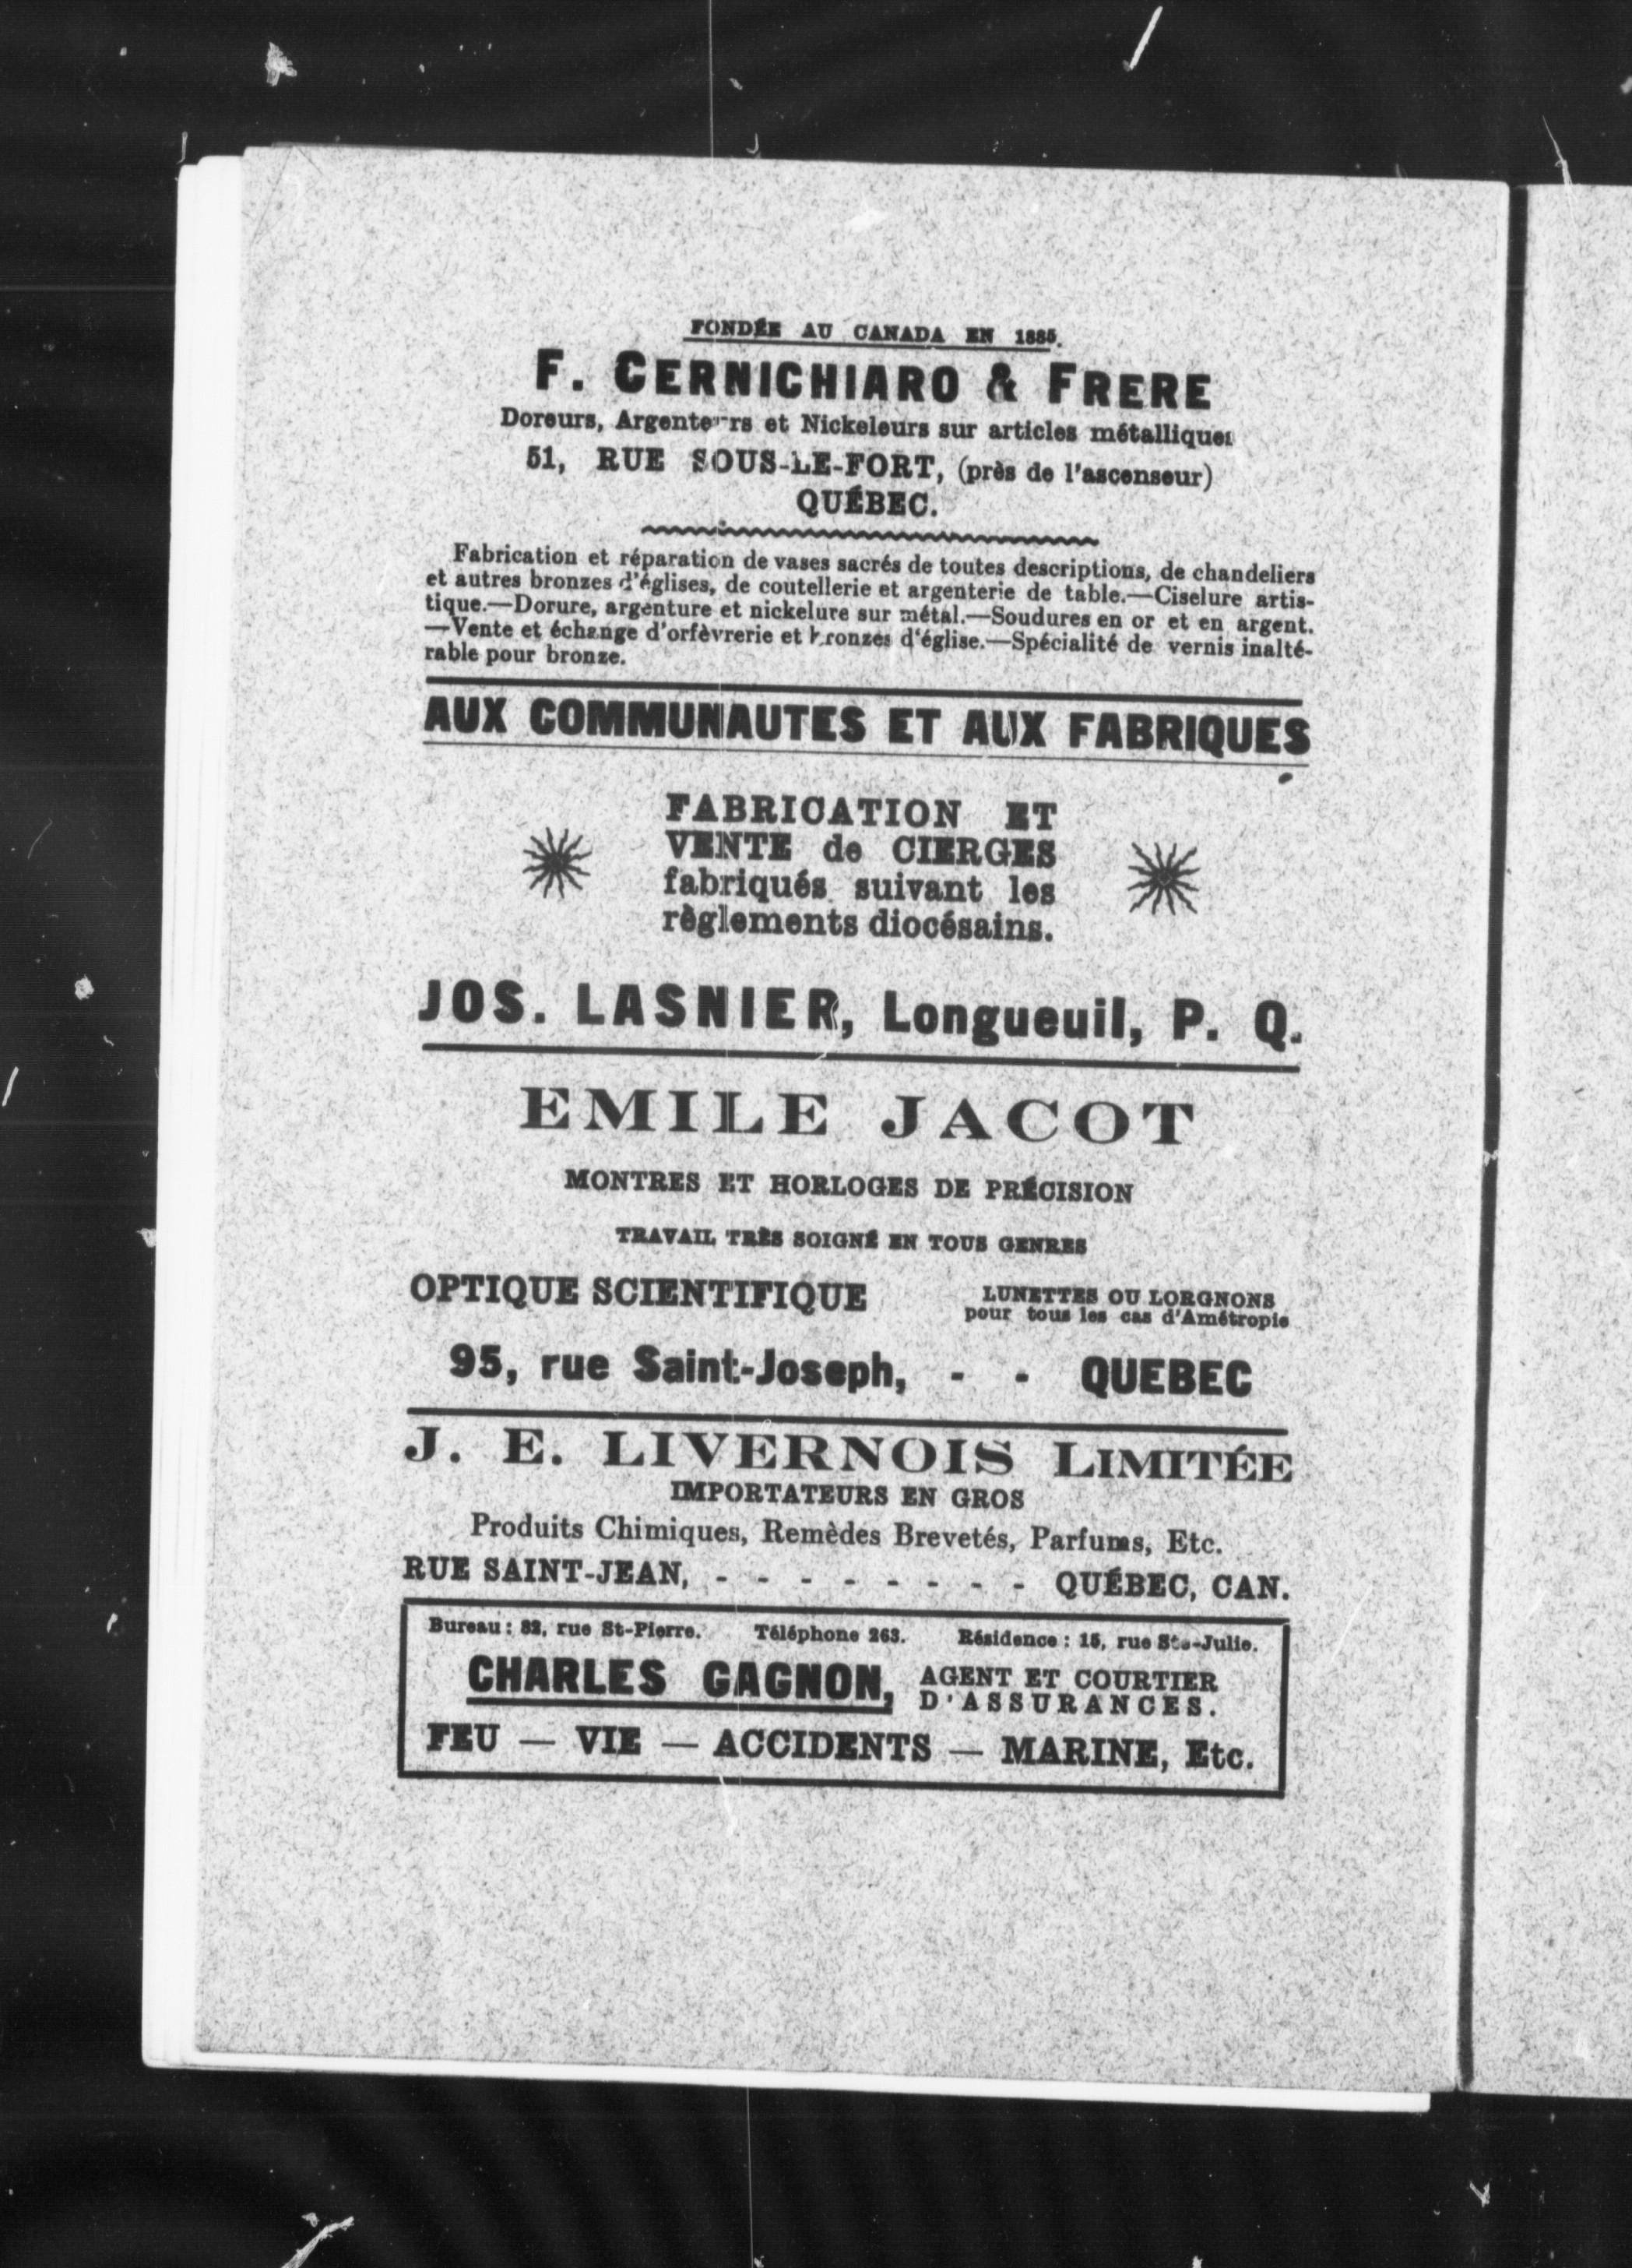 FONDÉE AU CANADA EN 1885.
F. CERNICHIARO & FRERE
Doreurs, Argenteurs et Nickeleurs sur articles métalliques
51, RUE SOUS-LE-FORT, (près de l'ascenseur)
QUÉBEC.
Fabrication et réparation de vases sacrés de toutes descriptions, de chandeliers
et autres bronzes d'églises, de coutellerie et argenterie de table.—Ciselure artis-
tique.—Dorure, argenture et nickelure sur métal.—Soudures en or et en argent.
—Vente et échange d'orfèvrerie et bronzes d'église.—Spécialité de vernis inalté-
rable pour bronze.
AUX COMMUNAUTES ET AUX FABRIQUES
FABRICATION ET
VENTE de CIERGES
fabriqués suivant les
règlements diocésains.
JOS. LASNIER, Longueuil, P. Q.
EMILE JACOT
MONTRES ET HORLOGES DE PRÉCISION
TRAVAIL TRÈS SOIGNÉ EN TOUS GENRES
OPTIQUE SCIENTIFIQUE
LUNETTES OU LORGNONS
pour tous les cas d'Amétropie
95, rue Saint-Joseph, - - QUEBEC
J. E. LIVERNOIS LIMITÉE
IMPORTATEURS EN GROS
Produits Chimiques, Remèdes Brevetés, Parfums, Etc.
RUE SAINT-JEAN, - - - - - - - - QUÉBEC, CAN.
Bureau : 82, rue St-Pierre. Téléphone 263. Résidence : 15, rue Ste-Julie.
CHARLES GAGNON, AGENT ET COURTIER
D'ASSURANCES.
FEU — VIE — ACCIDENTS — MARINE, Etc.